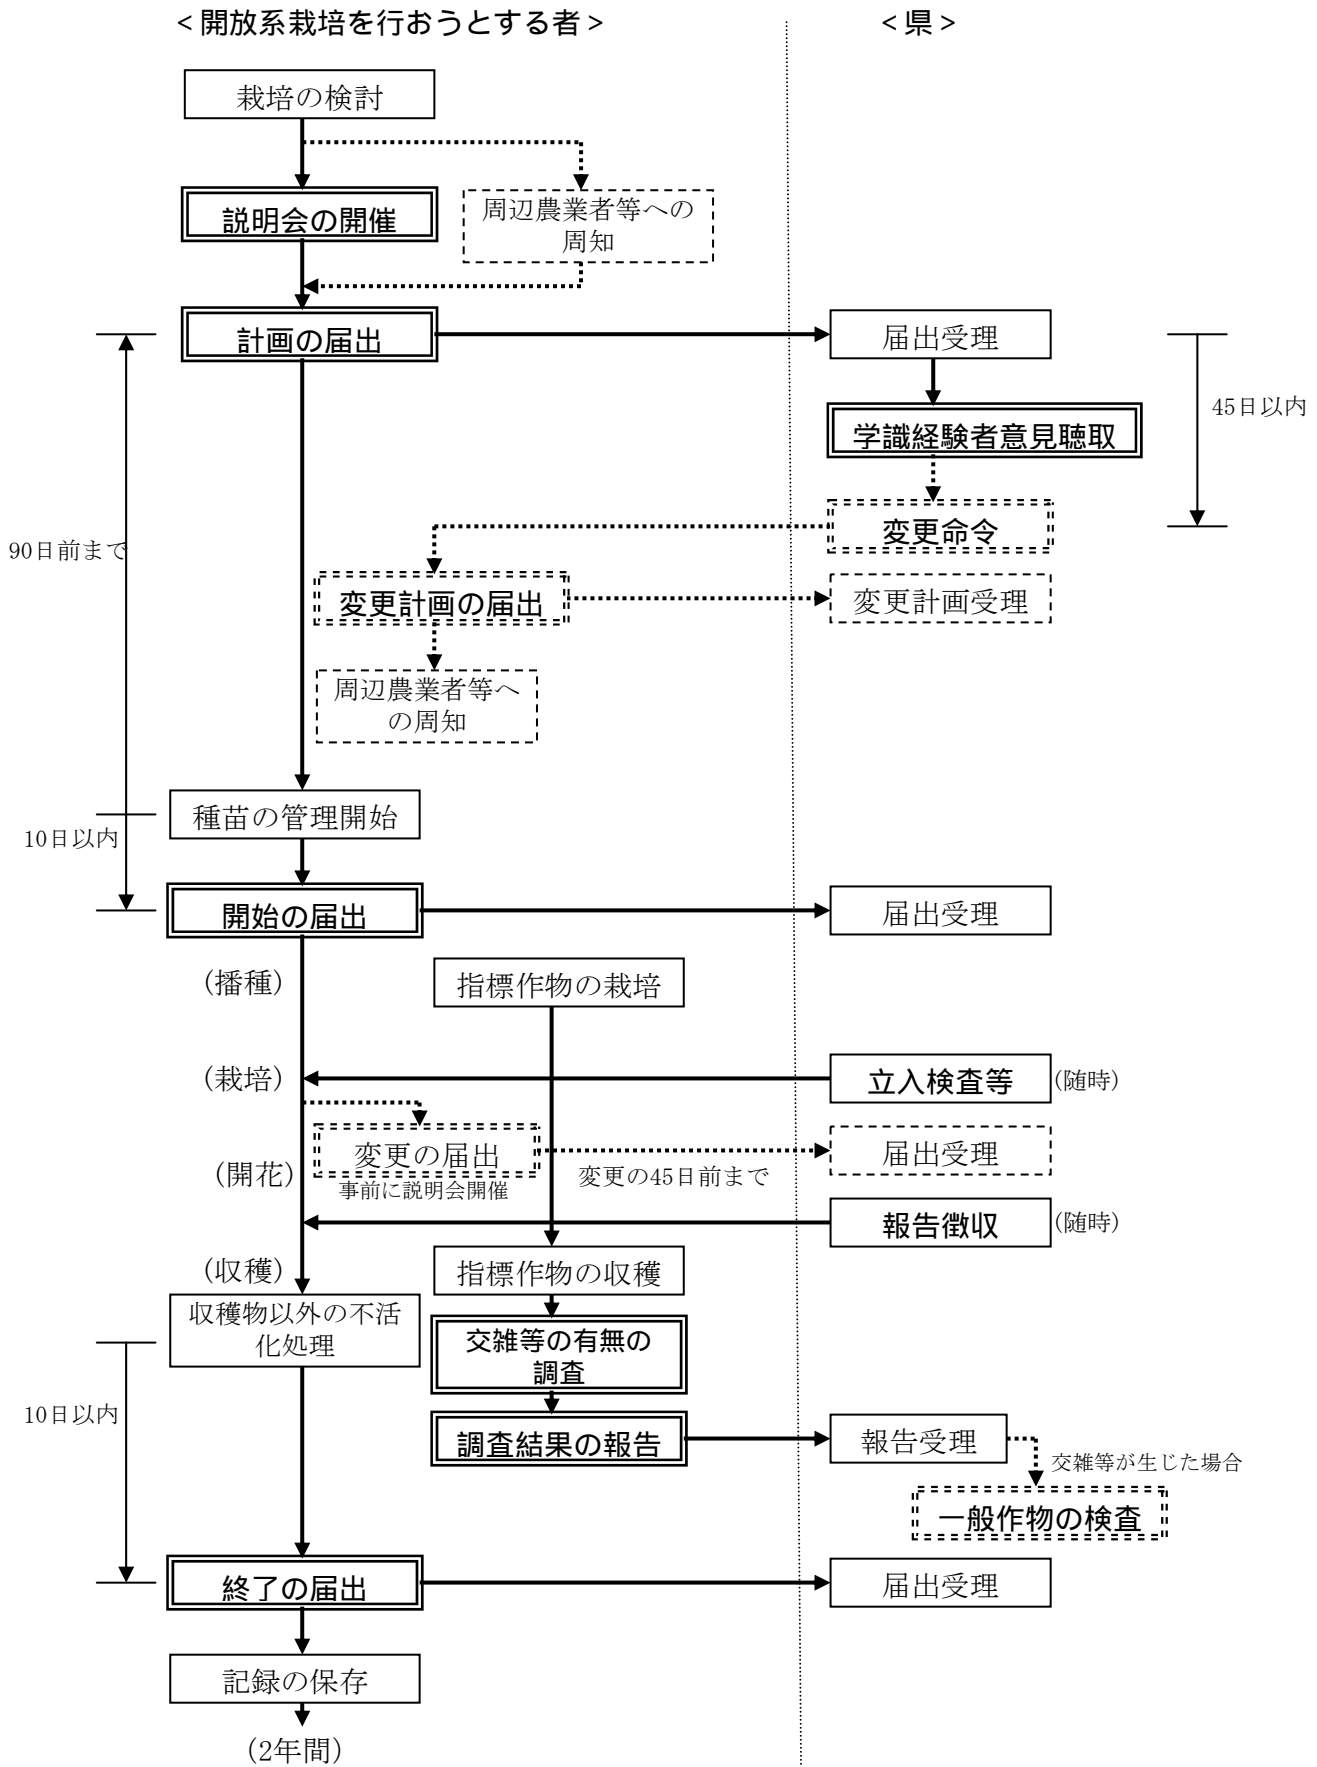 ＜開放系栽培を行おうとする者＞
＜県＞
栽培の検討
説明会の開催
周辺農業者等への
周知
計画の届出
届出受理
45日以内
学識経験者意見聴取
変更命令
90日前まで
変更計画の届出
変更計画受理
周辺農業者等へ
の周知
種苗の管理開始
10日以内
開始の届出
届出受理
(播種)
指標作物の栽培
(栽培)
立入検査等
(随時)
変更の届出
届出受理
(開花)
事前に説明会開催
変更の45日前まで
報告徴収
(随時)
(収穫)
指標作物の収穫
収穫物以外の不活
化処理
交雑等の有無の
調査
10日以内
調査結果の報告
報告受理
交雑等が生じた場合
一般作物の検査
終了の届出
届出受理
記録の保存
(2年間)